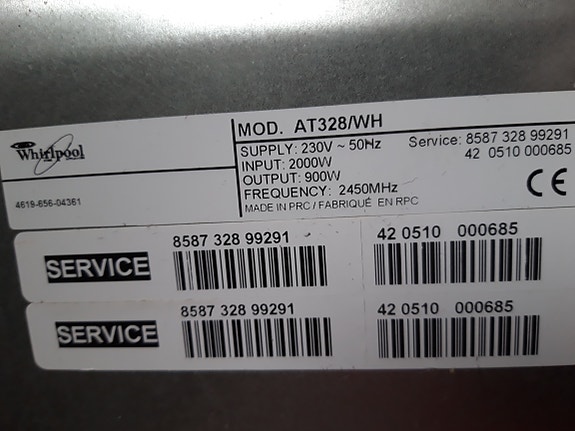 Whirlpool
4619-656-04361
MOD. AT328/WH
SUPPLY: 230V ~ 50Hz
INPUT: 2000W
OUTPUT: 900W
FREQUENCY: 2450MHz
MADE IN PRC / FABRIQUÉ EN RPC
Service: 8587 328 99291
42 0510 000685
CE
SERVICE
8587 328 99291
42 0510 000685
SERVICE
8587 328 99291
42 0510 000685